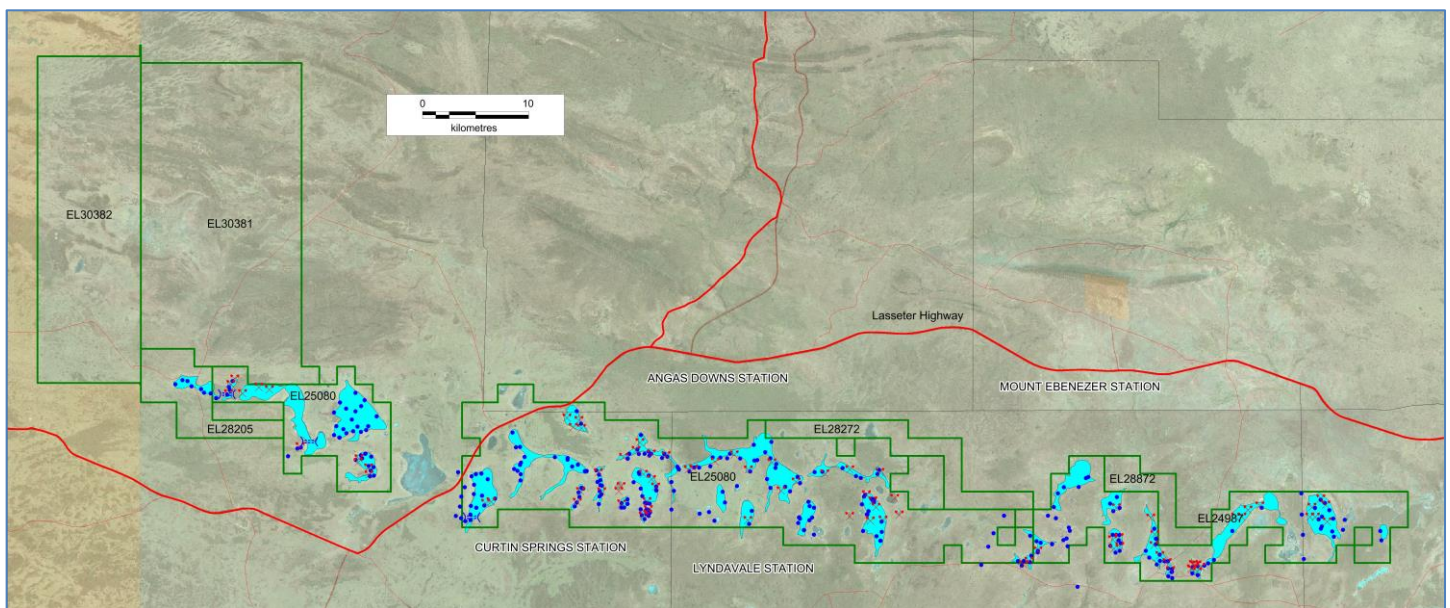 0 10
kilometres
EL30382
EL30381
Lasseter Highway
ANGAS DOWNS STATION
MOUNT EBENEZER STATION
EL25080
EL28205
EL28272
EL25080
EL28872
EL24987
CURTIN SPRINGS STATION
LYNDAVALE STATION